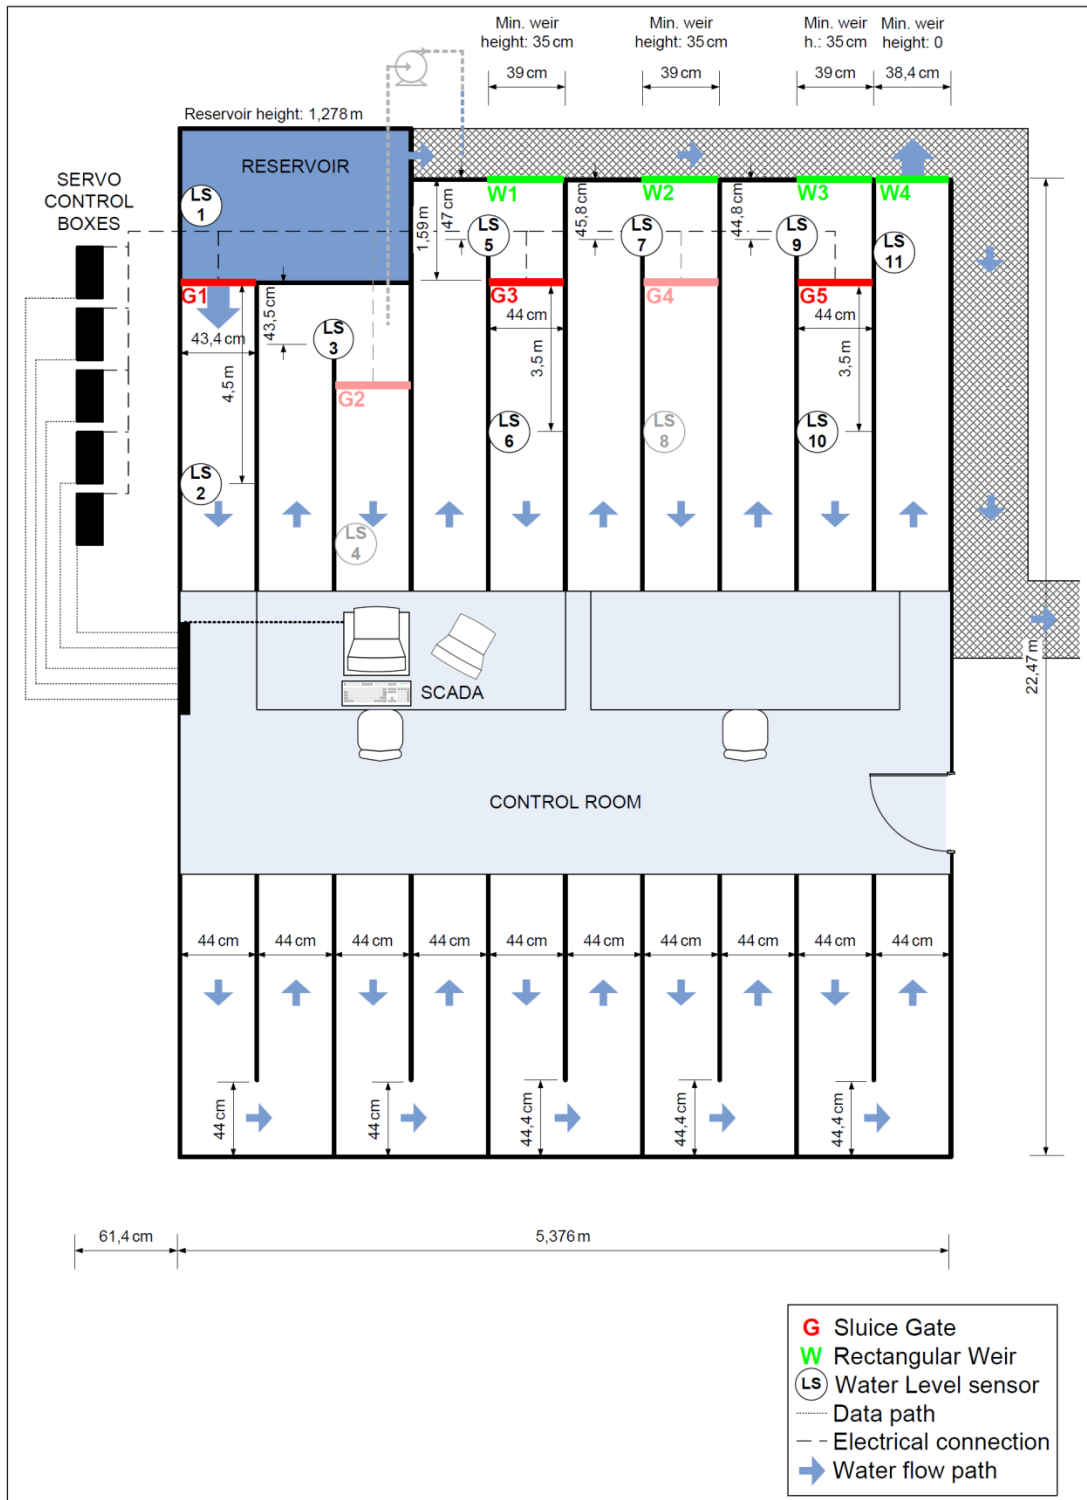 Min. weir
height: 35 cm
Min. weir
height: 35 cm
Min. weir
h.: 35 cm
Min. weir
height: 0
39 cm
39 cm
39 cm
38,4 cm
Reservoir height: 1,278 m
RESERVOIR
SERVO
CONTROL
BOXES
LS
1
W1
W2
W3
W4
1,59 m
47 cm
45,8 cm
44,8 cm
LS
5
LS
7
LS
9
LS
11
G1
G3
G4
G5
43,4 cm
43,5 cm
LS
3
44 cm
44 cm
4,5 m
3,5 m
3,5 m
G2
LS
6
LS
8
LS
10
LS
2
LS
4
SCADA
22,47 m
CONTROL ROOM
44 cm
44 cm
44 cm
44 cm
44 cm
44 cm
44 cm
44 cm
44 cm
44 cm
44 cm
44 cm
44,4 cm
44,4 cm
44,4 cm
61,4 cm
5,376 m
G Sluice Gate
W Rectangular Weir
LS Water Level sensor
Data path
Electrical connection
Water flow path